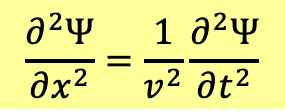 ∂²Ψ/∂x² = 1/v² ∂²Ψ/∂t²